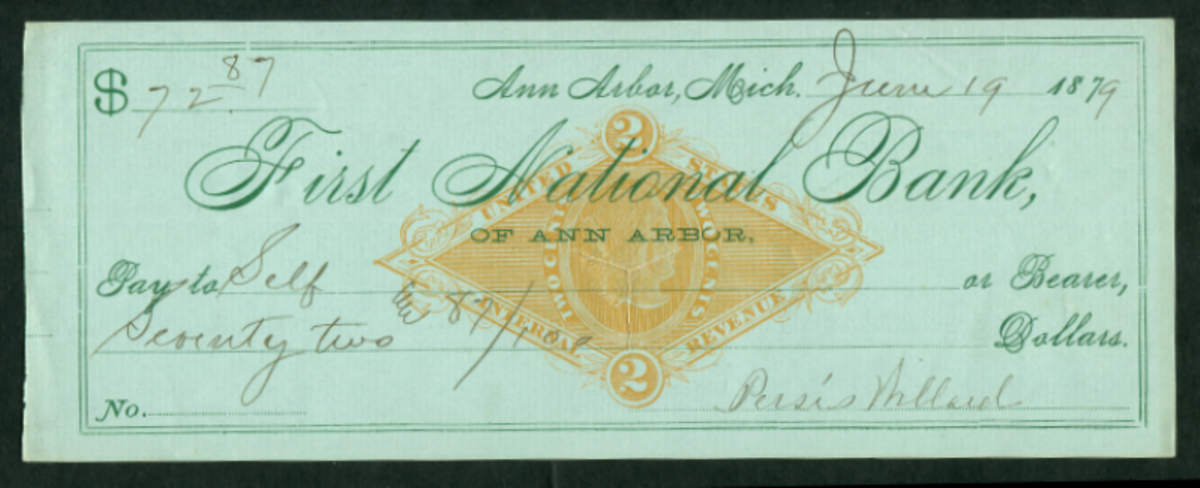 $ 72.87 Ann Arbor, Mich. June 19 1879
First National Bank,
OF ANN ARBOR,
Pay to Self or Bearer,
Seventy two & 87/100 Dollars.
No. Persis Willard
2
UNITED STATES
TWO CENTS
INTERNAL REVENUE
2